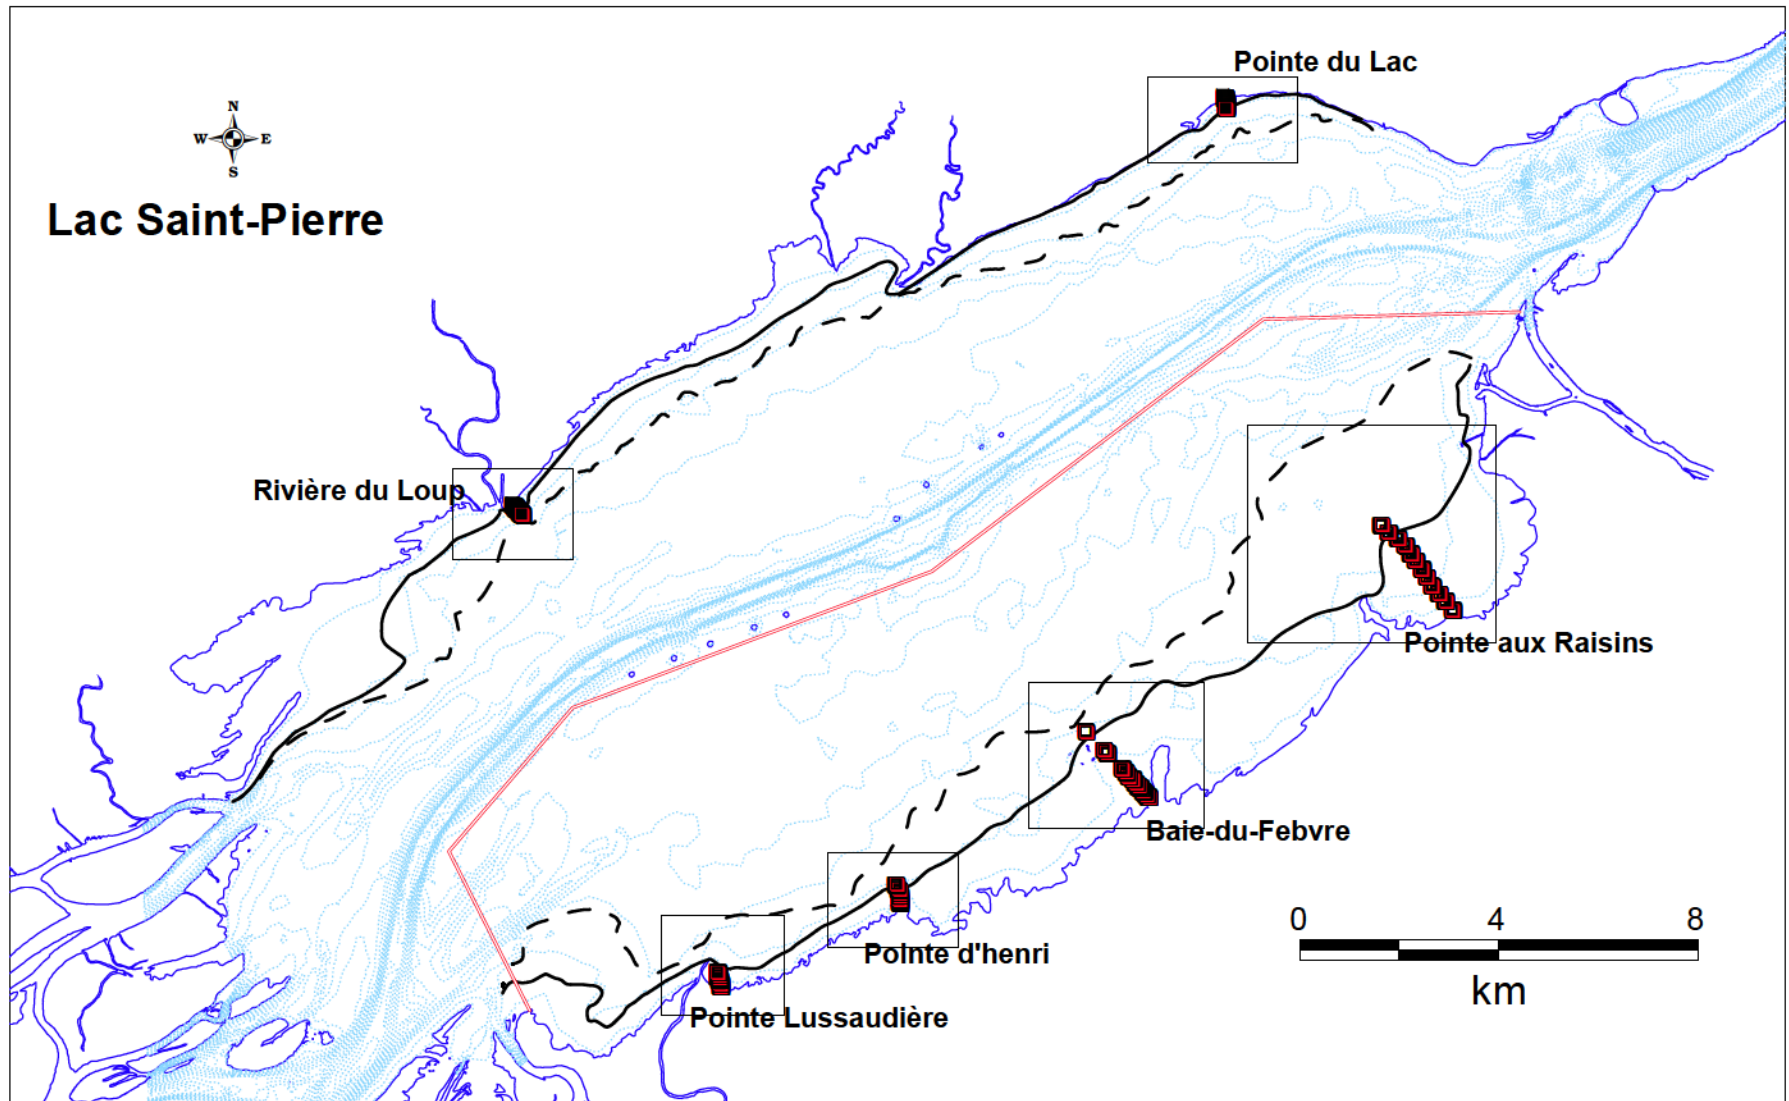 Pointe du Lac
N
W E
S
Lac Saint-Pierre
Rivière du Loup
Pointe aux Raisins
Baie-du-Febvre
0 4 8
km
Pointe d'henri
Pointe Lussaudière